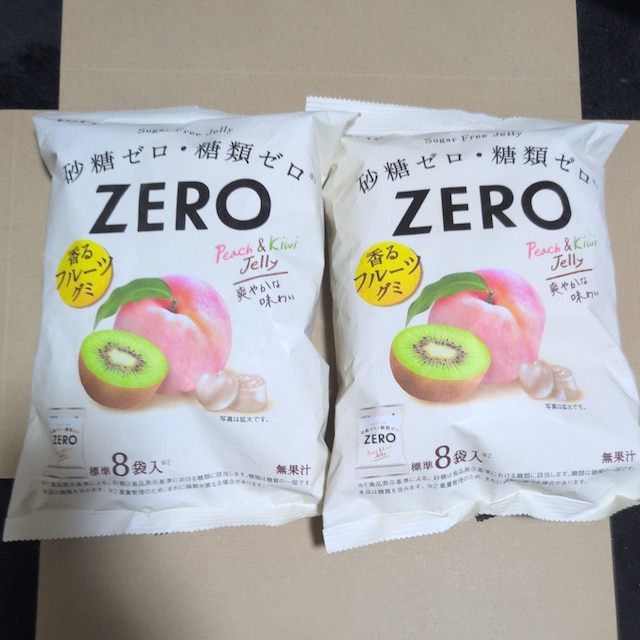 Sugar Free Jelly
砂糖ゼロ・糖類ゼロ
ZERO
Peach & Kiwi
Jelly
爽やかな
味わい
香る
フルーツ
グミ
写真は拡大です。
ZERO
標準8袋入
無果汁
Sugar Free Jelly
砂糖ゼロ・糖類ゼロ
ZERO
Peach & Kiwi
Jelly
爽やかな
味わい
香る
フルーツ
グミ
写真は拡大です。
ZERO
標準8袋入
無果汁